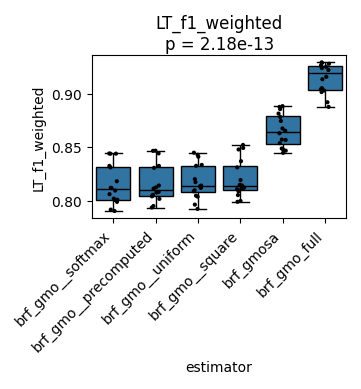 LT_f1_weighted
p = 2.18e-13
LT_f1_weighted
0.90
0.85
0.80
brf_gmo__softmax
brf_gmo__precomputed
brf_gmo__uniform
brf_gmo__square
brf_gmosa
brf_gmo_full
estimator